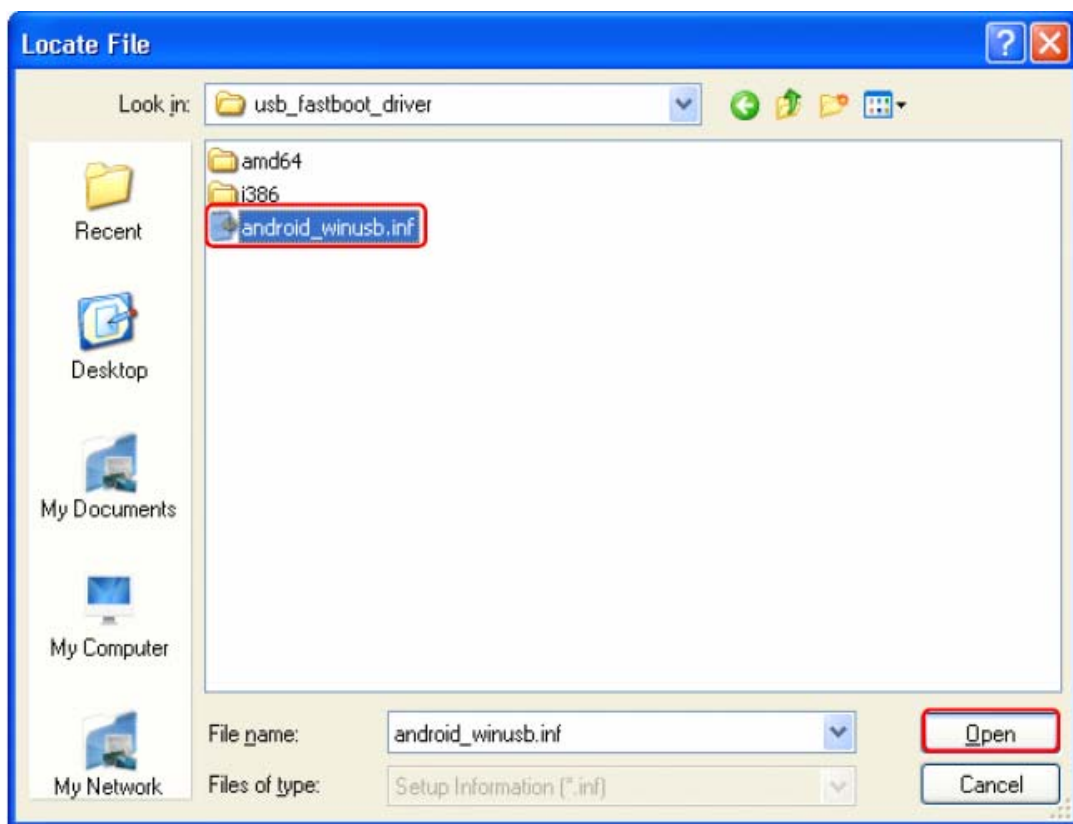 Locate File
Look in:
usb_fastboot_driver
amd64
i386
android_winusb.inf
Recent
Desktop
My Documents
My Computer
My Network
File name:
android_winusb.inf
Open
Files of type:
Setup Information (*.inf)
Cancel